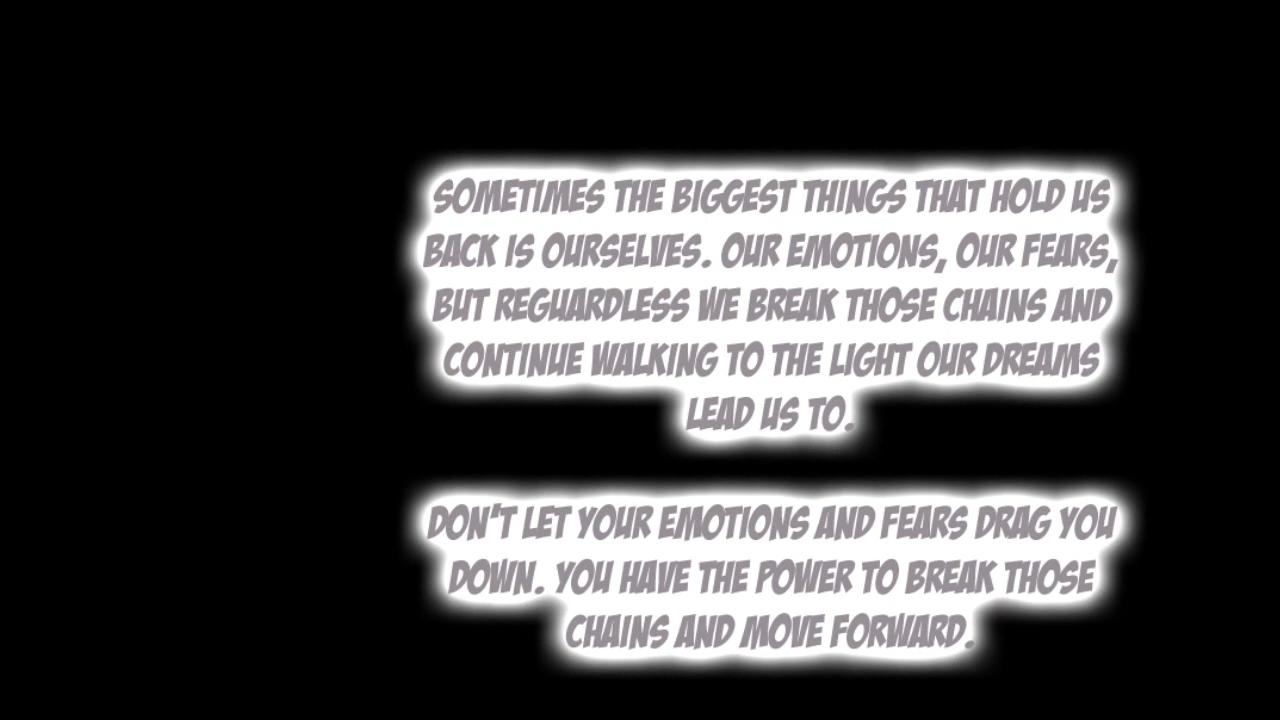 SOMETIMES THE BIGGEST THINGS THAT HOLD US
BACK IS OURSELVES. OUR EMOTIONS, OUR FEARS,
BUT REGUARDLESS WE BREAK THOSE CHAINS AND
CONTINUE WALKING TO THE LIGHT OUR DREAMS
LEAD US TO.
DON'T LET YOUR EMOTIONS AND FEARS DRAG YOU
DOWN. YOU HAVE THE POWER TO BREAK THOSE
CHAINS AND MOVE FORWARD.